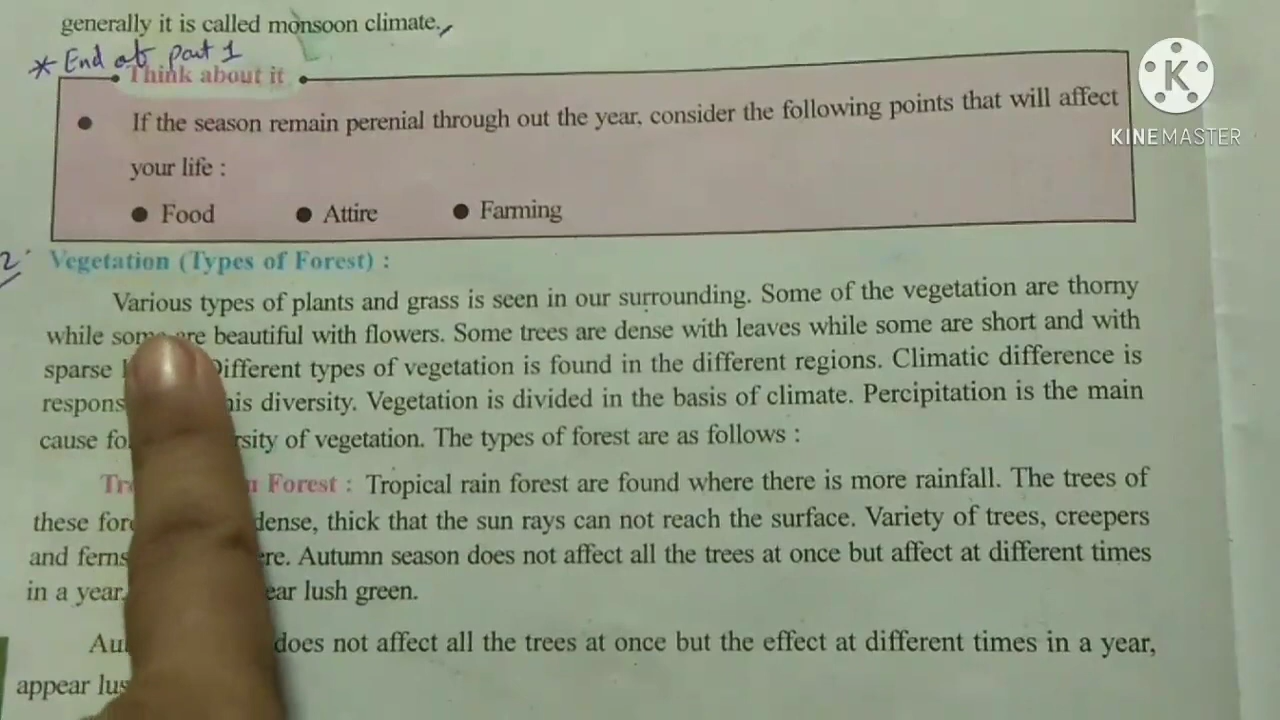 generally it is called monsoon climate.
* End of part 1
Think about it
K
KINEMASTER
● If the season remain perenial through out the year, consider the following points that will affect
your life :
● Food ● Attire ● Farming
2. Vegetation (Types of Forest) :
Various types of plants and grass is seen in our surrounding. Some of the vegetation are thorny
while some are beautiful with flowers. Some trees are dense with leaves while some are short and with
sparse Different types of vegetation is found in the different regions. Climatic difference is
diversity. Vegetation is divided in the basis of climate. Percipitation is the main
cause of vegetation. The types of forest are as follows :
Forest : Tropical rain forest are found where there is more rainfall. The trees of
these dense, thick that the sun rays can not reach the surface. Variety of trees, creepers
and ferns Autumn season does not affect all the trees at once but affect at different times
in a year lush green.
does not affect all the trees at once but the effect at different times in a year,
appear